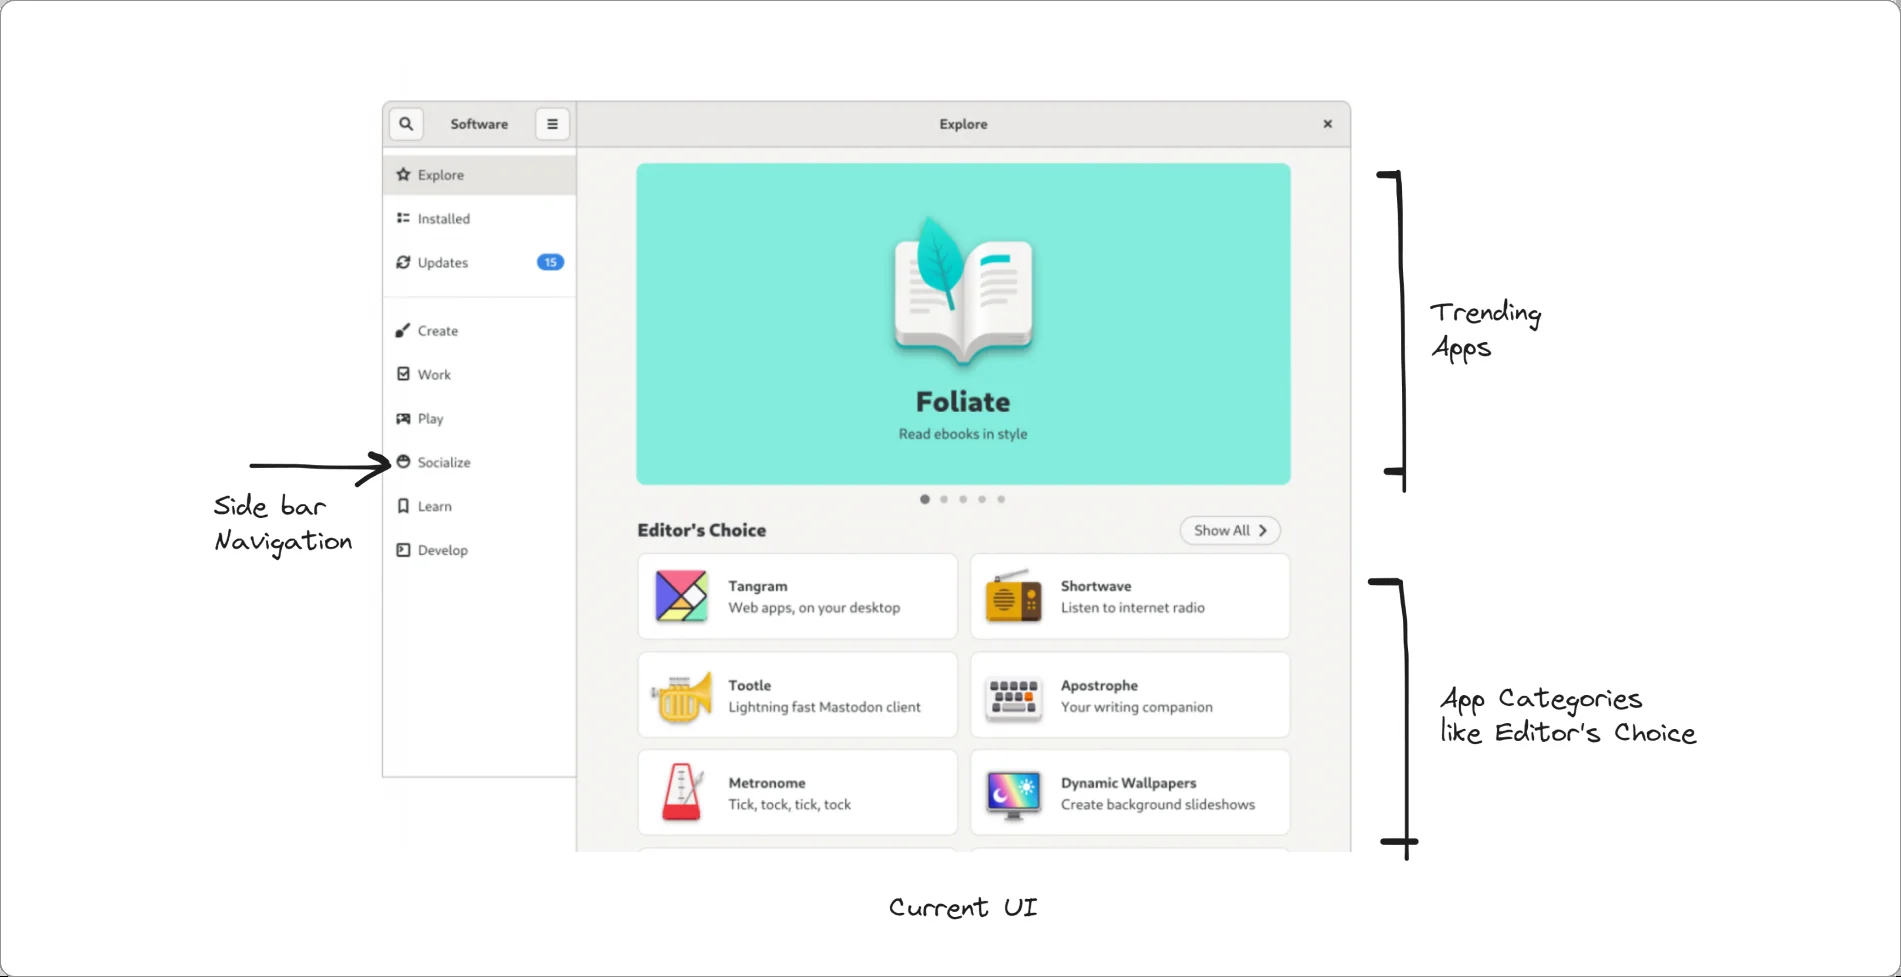 Software
Explore
Explore
Installed
Updates 15
Create
Work
Play
Socialize
Learn
Develop
Side bar
Navigation
Foliate
Read ebooks in style
Trending
Apps
Editor's Choice
Show All
Tangram
Web apps, on your desktop
Shortwave
Listen to internet radio
Tootle
Lightning fast Mastodon client
Apostrophe
Your writing companion
Metronome
Tick, tock, tick, tock
Dynamic Wallpapers
Create background slideshows
App Categories
like Editor's Choice
Current UI